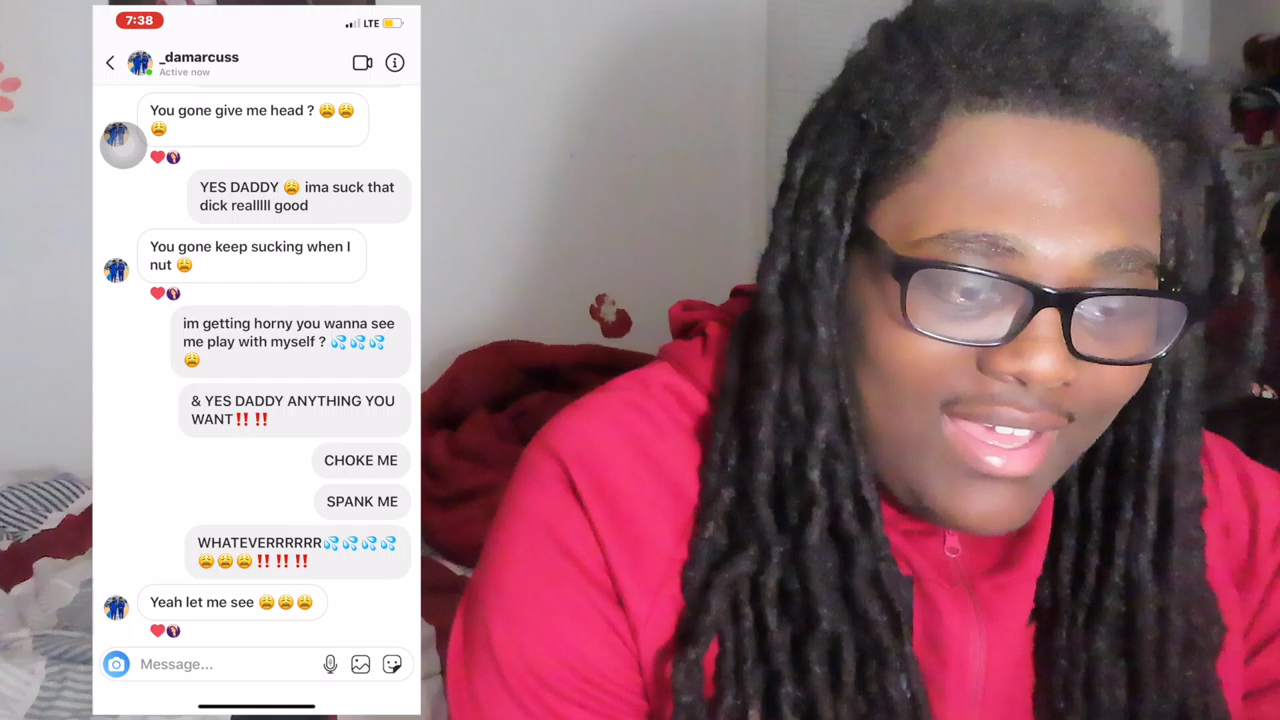 7:38
LTE
_damarcuss
Active now
You gone give me head ? 😩😩
😩
YES DADDY 😩 ima suck that
dick realllll good
You gone keep sucking when I
nut 😩
im getting horny you wanna see
me play with myself ? 💦💦💦
😩
& YES DADDY ANYTHING YOU
WANT‼️‼️
CHOKE ME
SPANK ME
WHATEVERRRRRR💦💦💦💦
😩😩😩‼️‼️‼️
Yeah let me see 😩😩😩
Message...